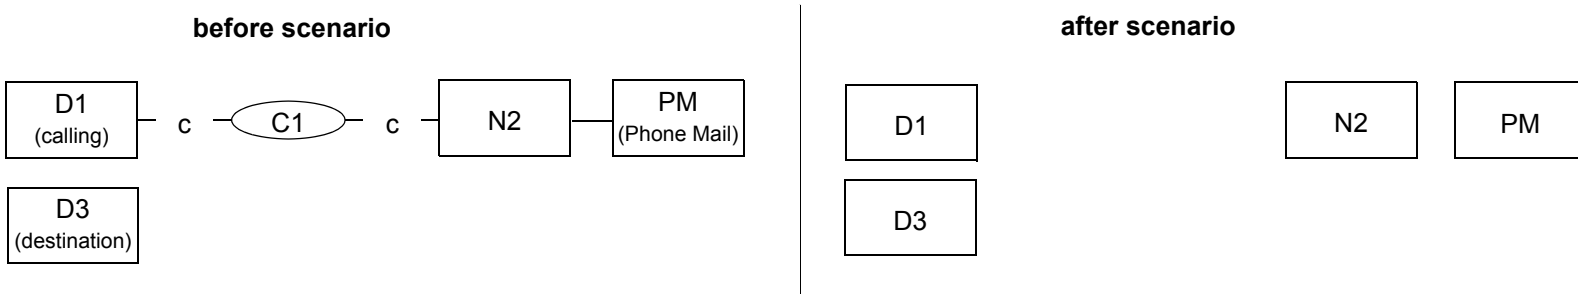 before scenario
after scenario
D1
(calling)
c
C1
c
N2
PM
(Phone Mail)
D3
(destination)
D1
N2
PM
D3